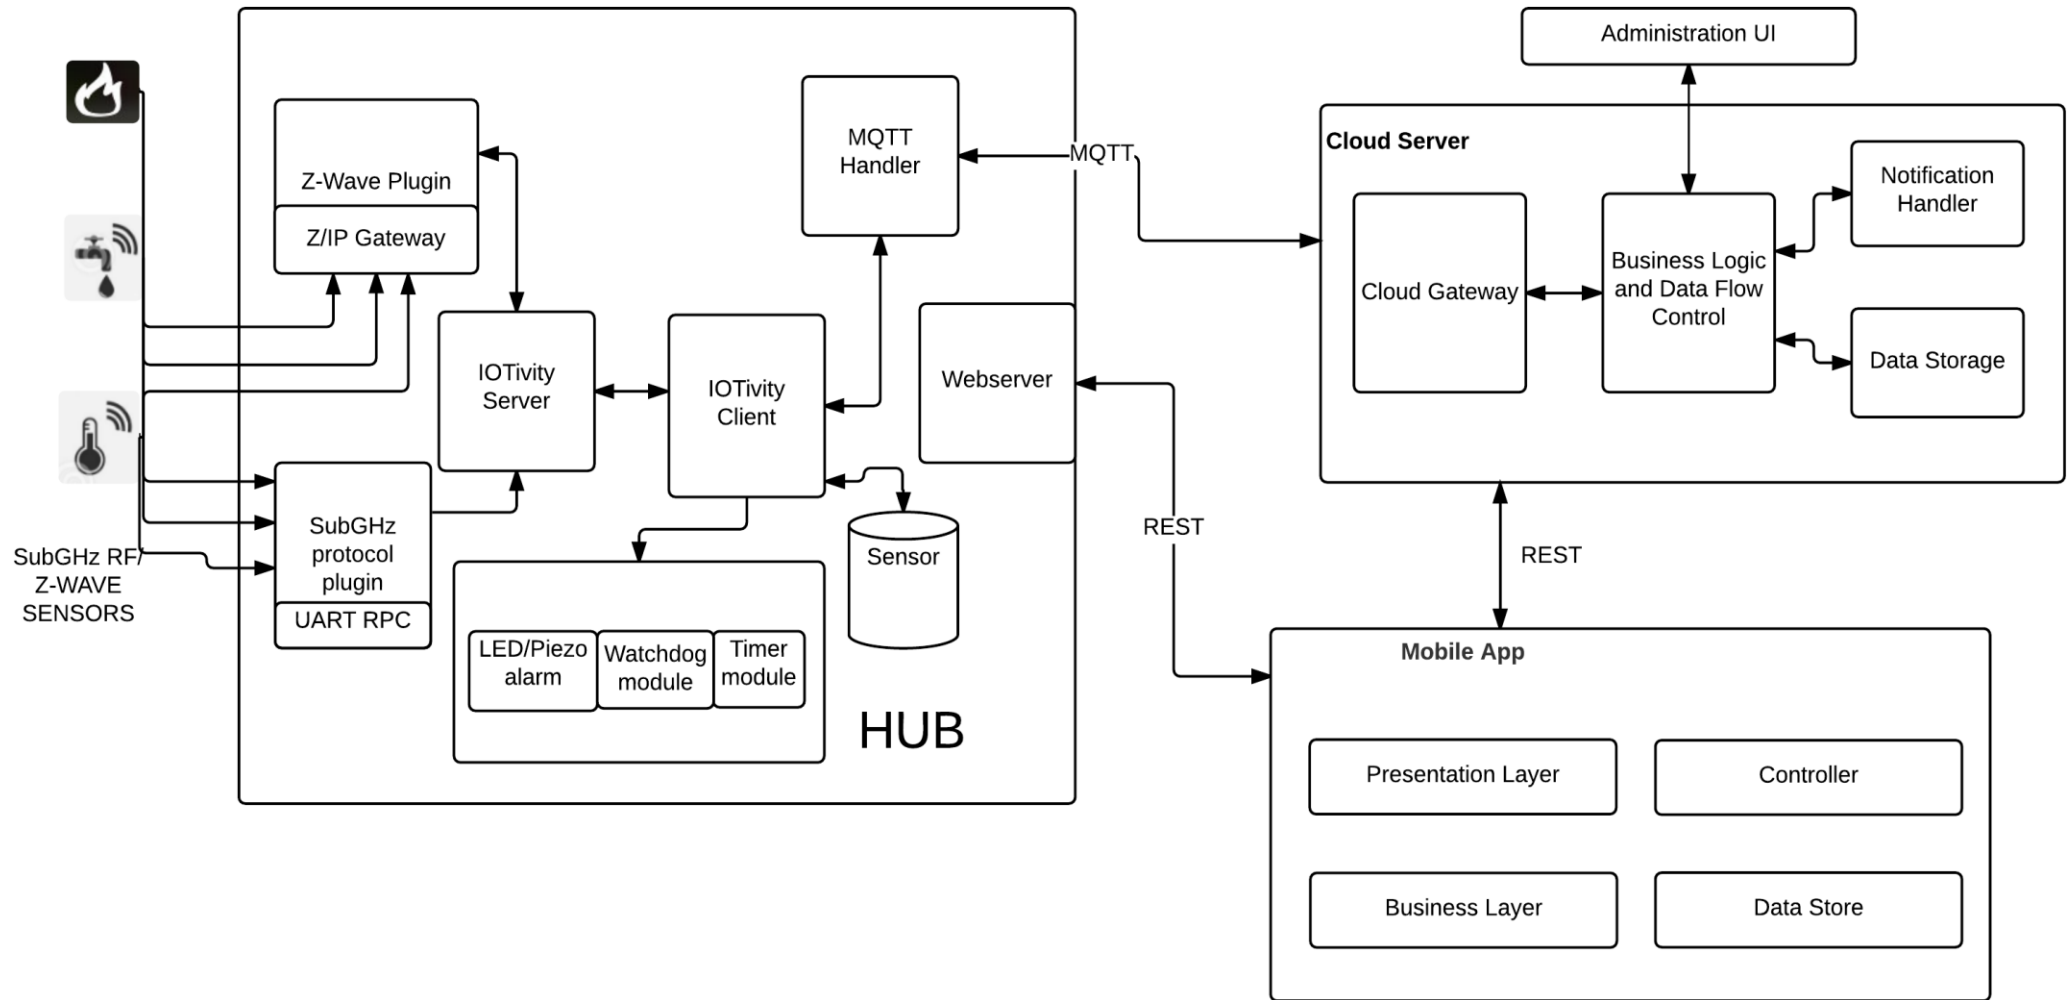 Administration UI
Cloud Server
MQTT
Handler
MQTT
Z-Wave Plugin
Z/IP Gateway
Notification
Handler
Cloud Gateway
Business Logic
and Data Flow
Control
Data Storage
IOTivity
Server
IOTivity
Client
Webserver
SubGHz RF/
Z-WAVE
SENSORS
SubGHz
protocol
plugin
UART RPC
Sensor
REST
REST
LED/Piezo
alarm
Watchdog
module
Timer
module
HUB
Mobile App
Presentation Layer
Controller
Business Layer
Data Store